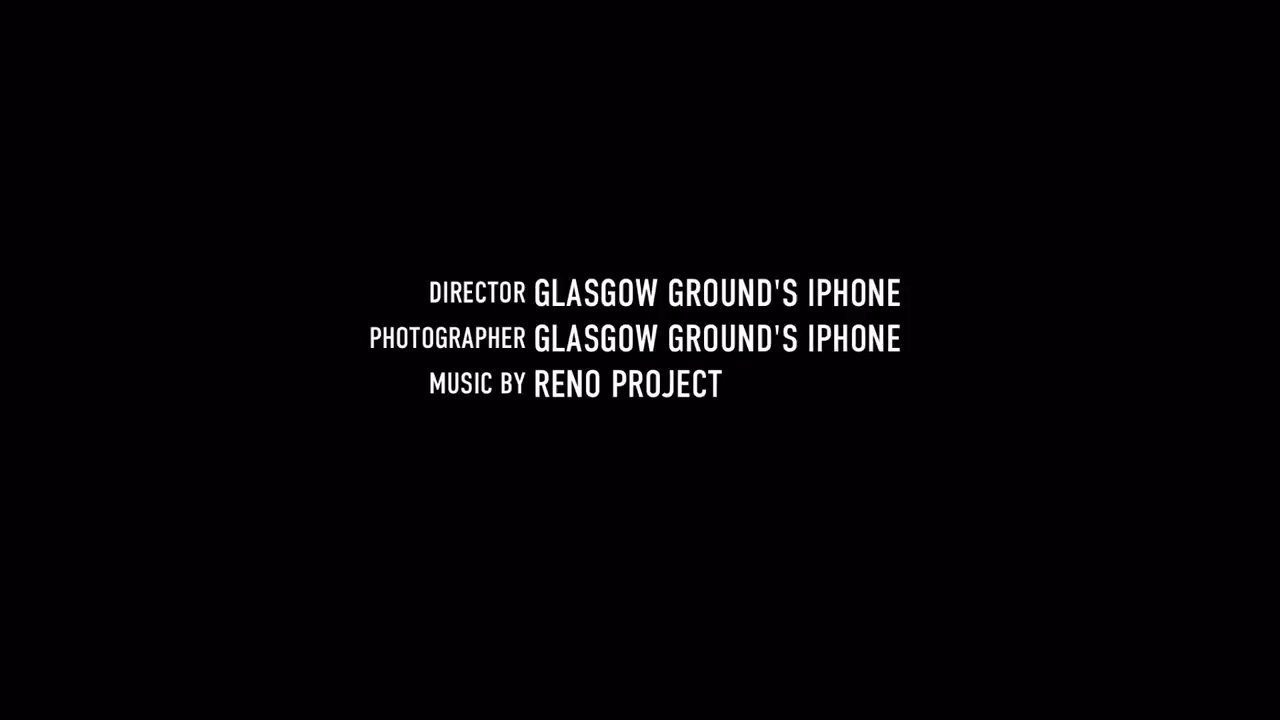 DIRECTOR GLASGOW GROUND'S IPHONE
PHOTOGRAPHER GLASGOW GROUND'S IPHONE
MUSIC BY RENO PROJECT